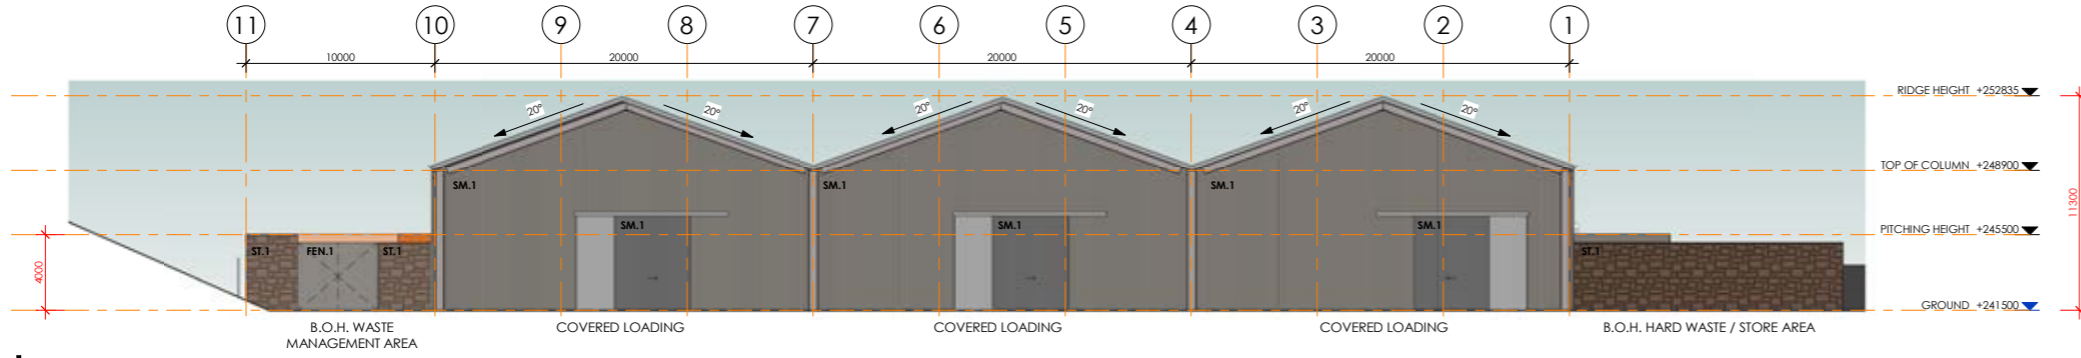 11 10 9 8 7 6 5 4 3 2 1
10000 20000 20000 20000
20° 20° 20° 20° 20° 20°
RIDGE HEIGHT +252835
TOP OF COLUMN +248900
SM.1 SM.1 SM.1
11300
SM.1 SM.1 SM.1
PITCHING HEIGHT +245500
ST.1 FEN.1 ST.1 ST.1
4000
GROUND +241500
B.O.H. WASTE
MANAGEMENT AREA
COVERED LOADING
COVERED LOADING
COVERED LOADING
B.O.H. HARD WASTE / STORE AREA